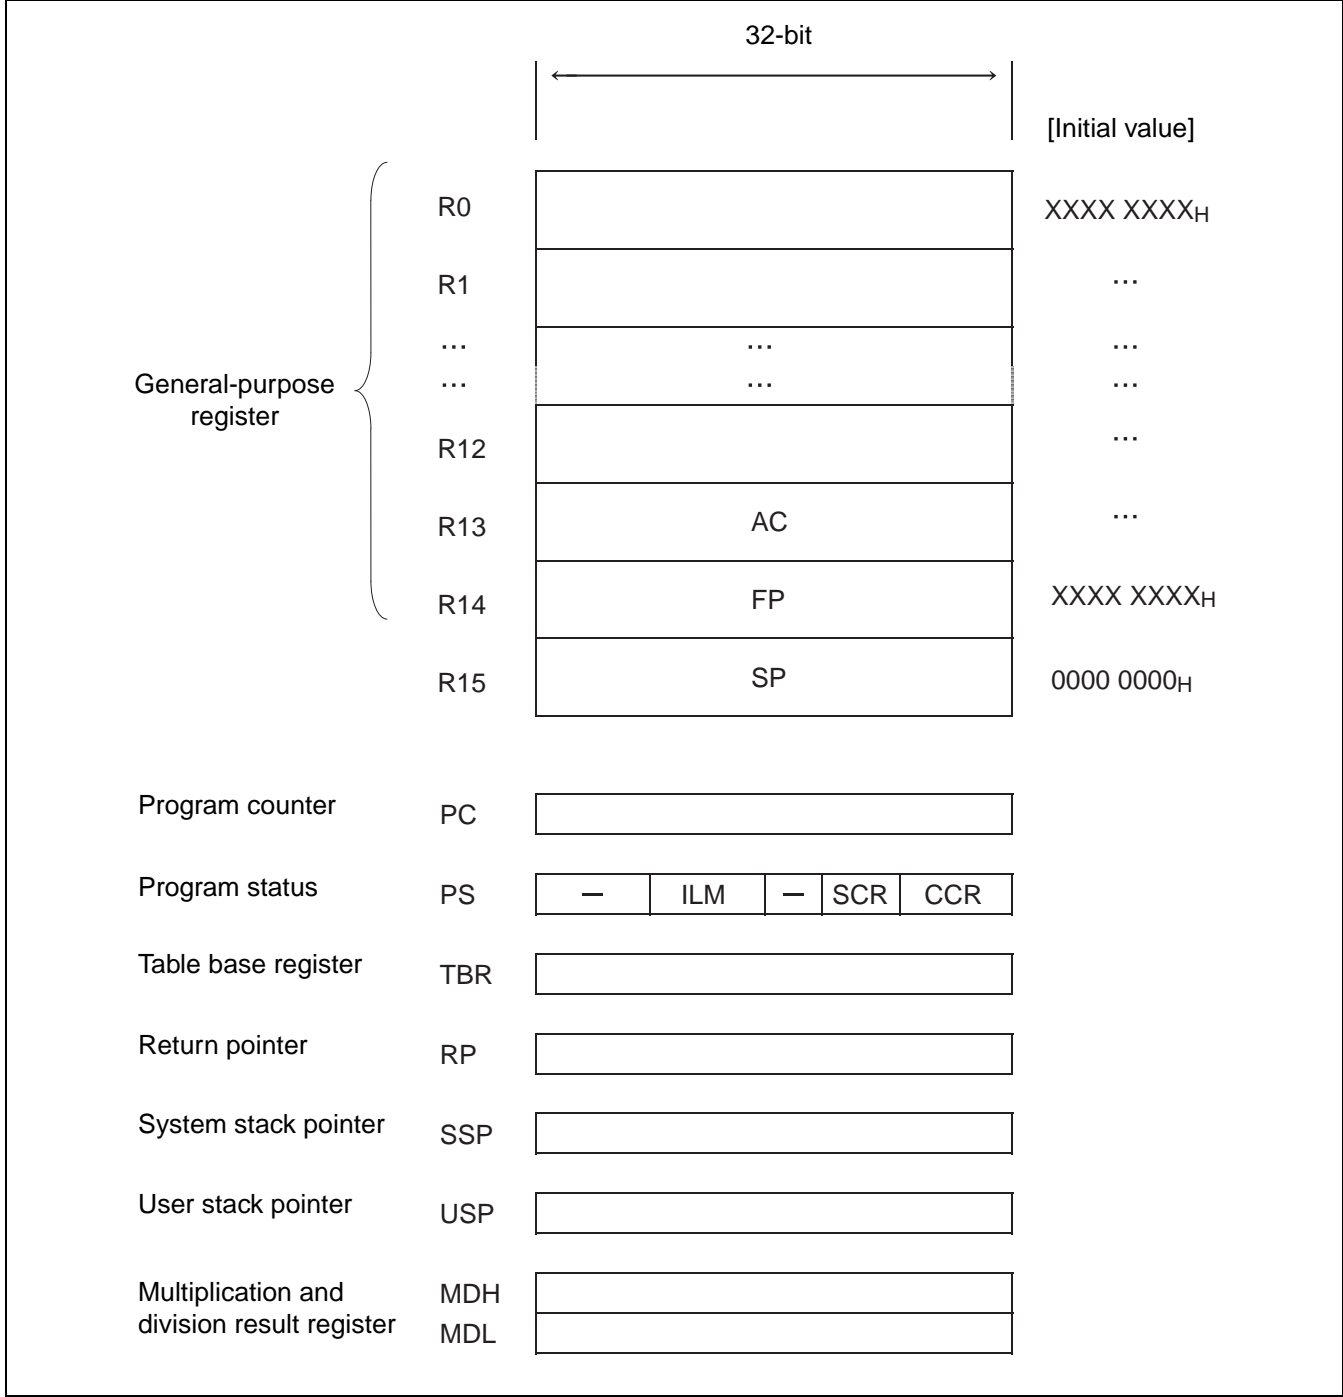 32-bit
[Initial value]
R0 XXXX XXXXH
R1 ...
... ... ...
... ... ...
General-purpose
register
R12 ...
R13 AC ...
R14 FP XXXX XXXXH
R15 SP 0000 0000H
Program counter PC
Program status PS – ILM – SCR CCR
Table base register TBR
Return pointer RP
System stack pointer SSP
User stack pointer USP
Multiplication and MDH
division result register MDL